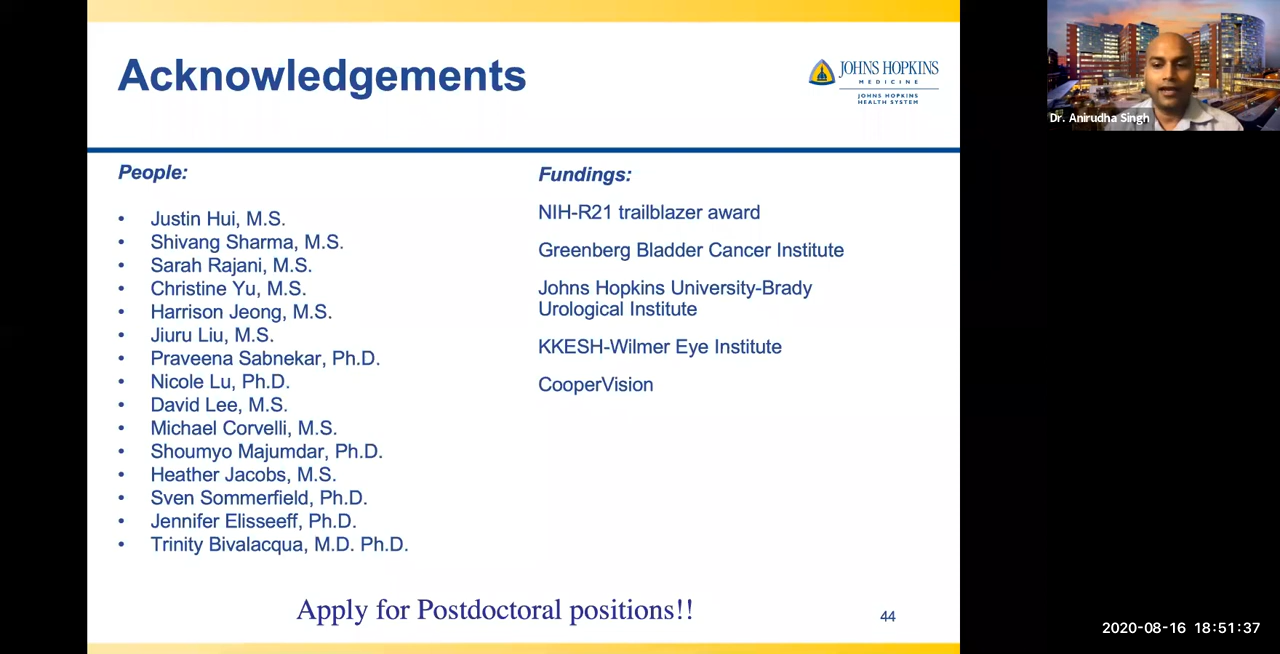 Acknowledgements
JOHNS HOPKINS
MEDICINE
JOHNS HOPKINS
HEALTH SYSTEM
Dr. Anirudha Singh
People:
• Justin Hui, M.S.
• Shivang Sharma, M.S.
• Sarah Rajani, M.S.
• Christine Yu, M.S.
• Harrison Jeong, M.S.
• Jiuru Liu, M.S.
• Praveena Sabnekar, Ph.D.
• Nicole Lu, Ph.D.
• David Lee, M.S.
• Michael Corvelli, M.S.
• Shoumyo Majumdar, Ph.D.
• Heather Jacobs, M.S.
• Sven Sommerfield, Ph.D.
• Jennifer Elisseeff, Ph.D.
• Trinity Bivalacqua, M.D. Ph.D.
Fundings:
NIH-R21 trailblazer award
Greenberg Bladder Cancer Institute
Johns Hopkins University-Brady
Urological Institute
KKESH-Wilmer Eye Institute
CooperVision
Apply for Postdoctoral positions!!
44
2020-08-16 18:51:37